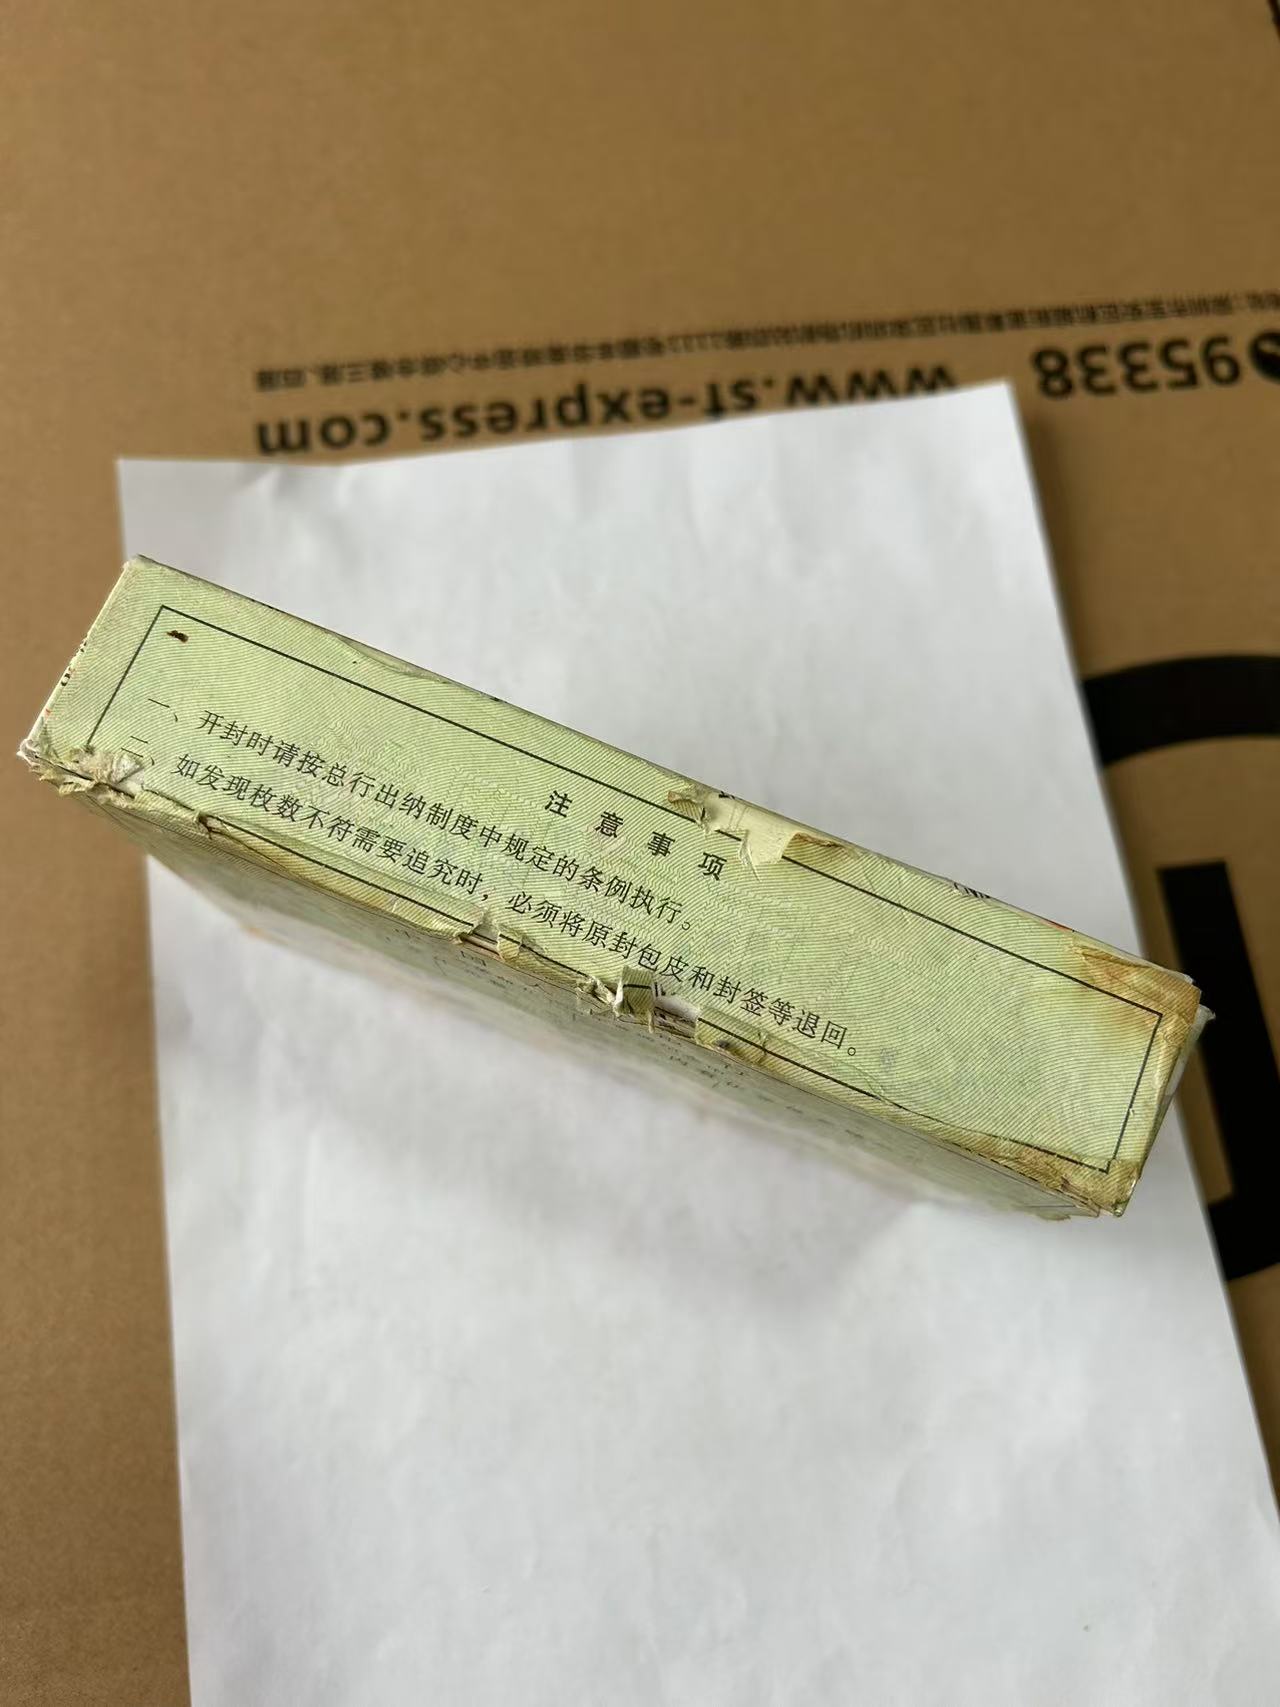 95338
www.st-express.com
注意事项
一、开封时请按总行出纳制度中规定的条例执行。
二、如发现枚数不符需要追究时，必须将原封包皮和封签等退回。